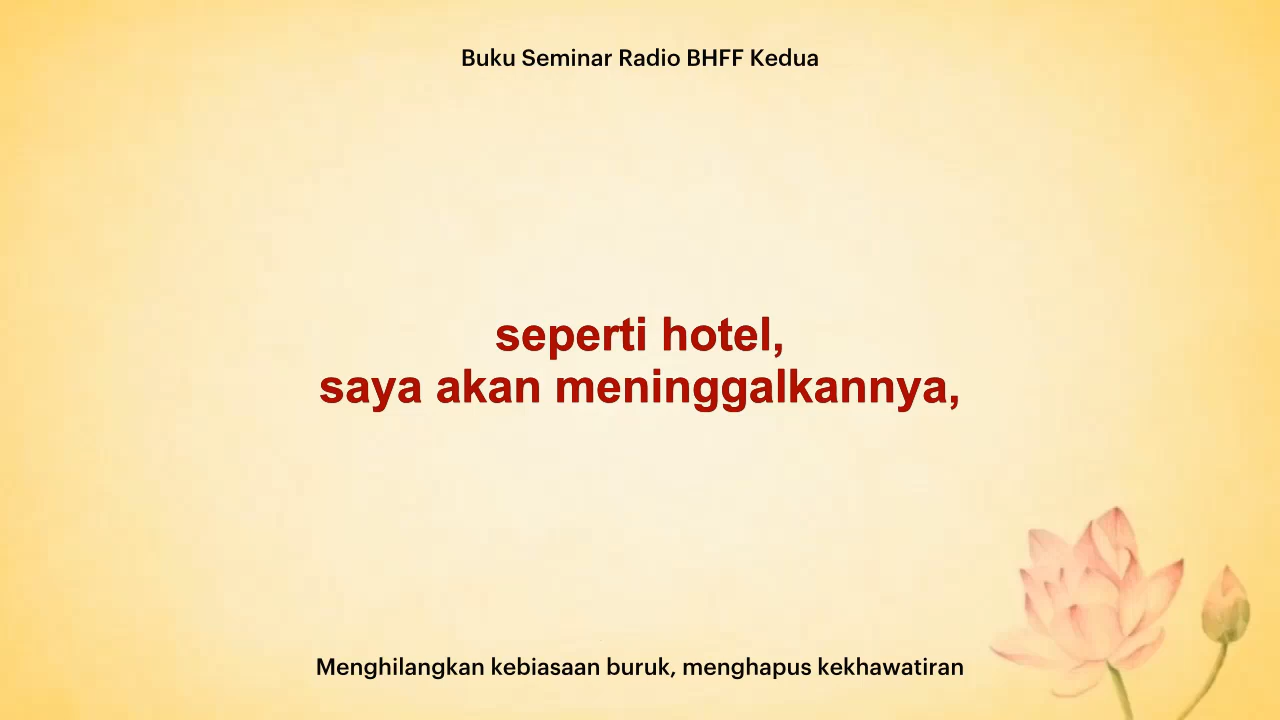 Buku Seminar Radio BHFF Kedua
seperti hotel,
saya akan meninggalkannya,
Menghilangkan kebiasaan buruk, menghapus kekhawatiran